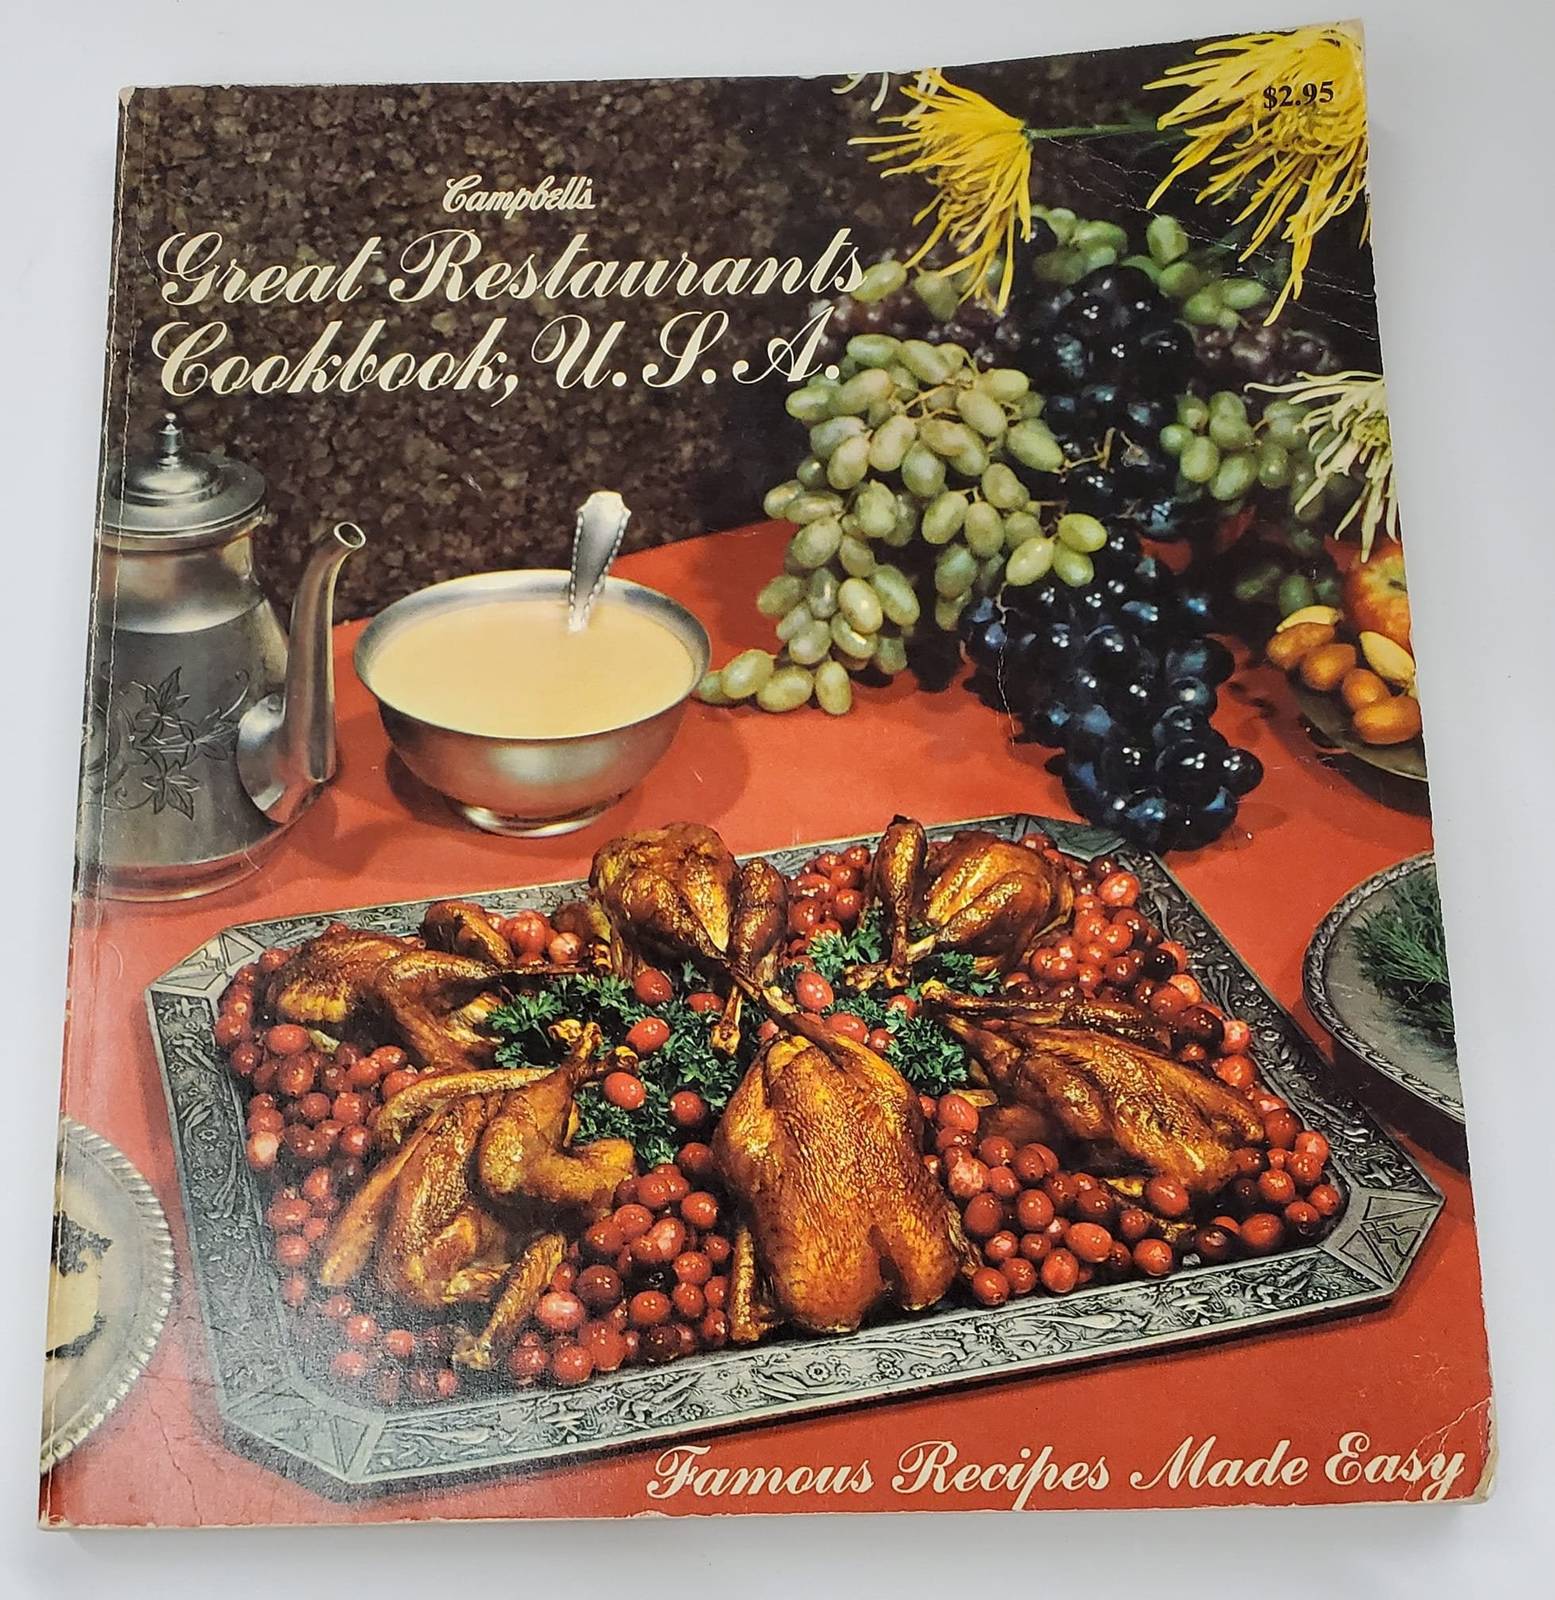 $2.95
Campbell's
Great Restaurants
Cookbook, U.S.A.
Famous Recipes Made Easy